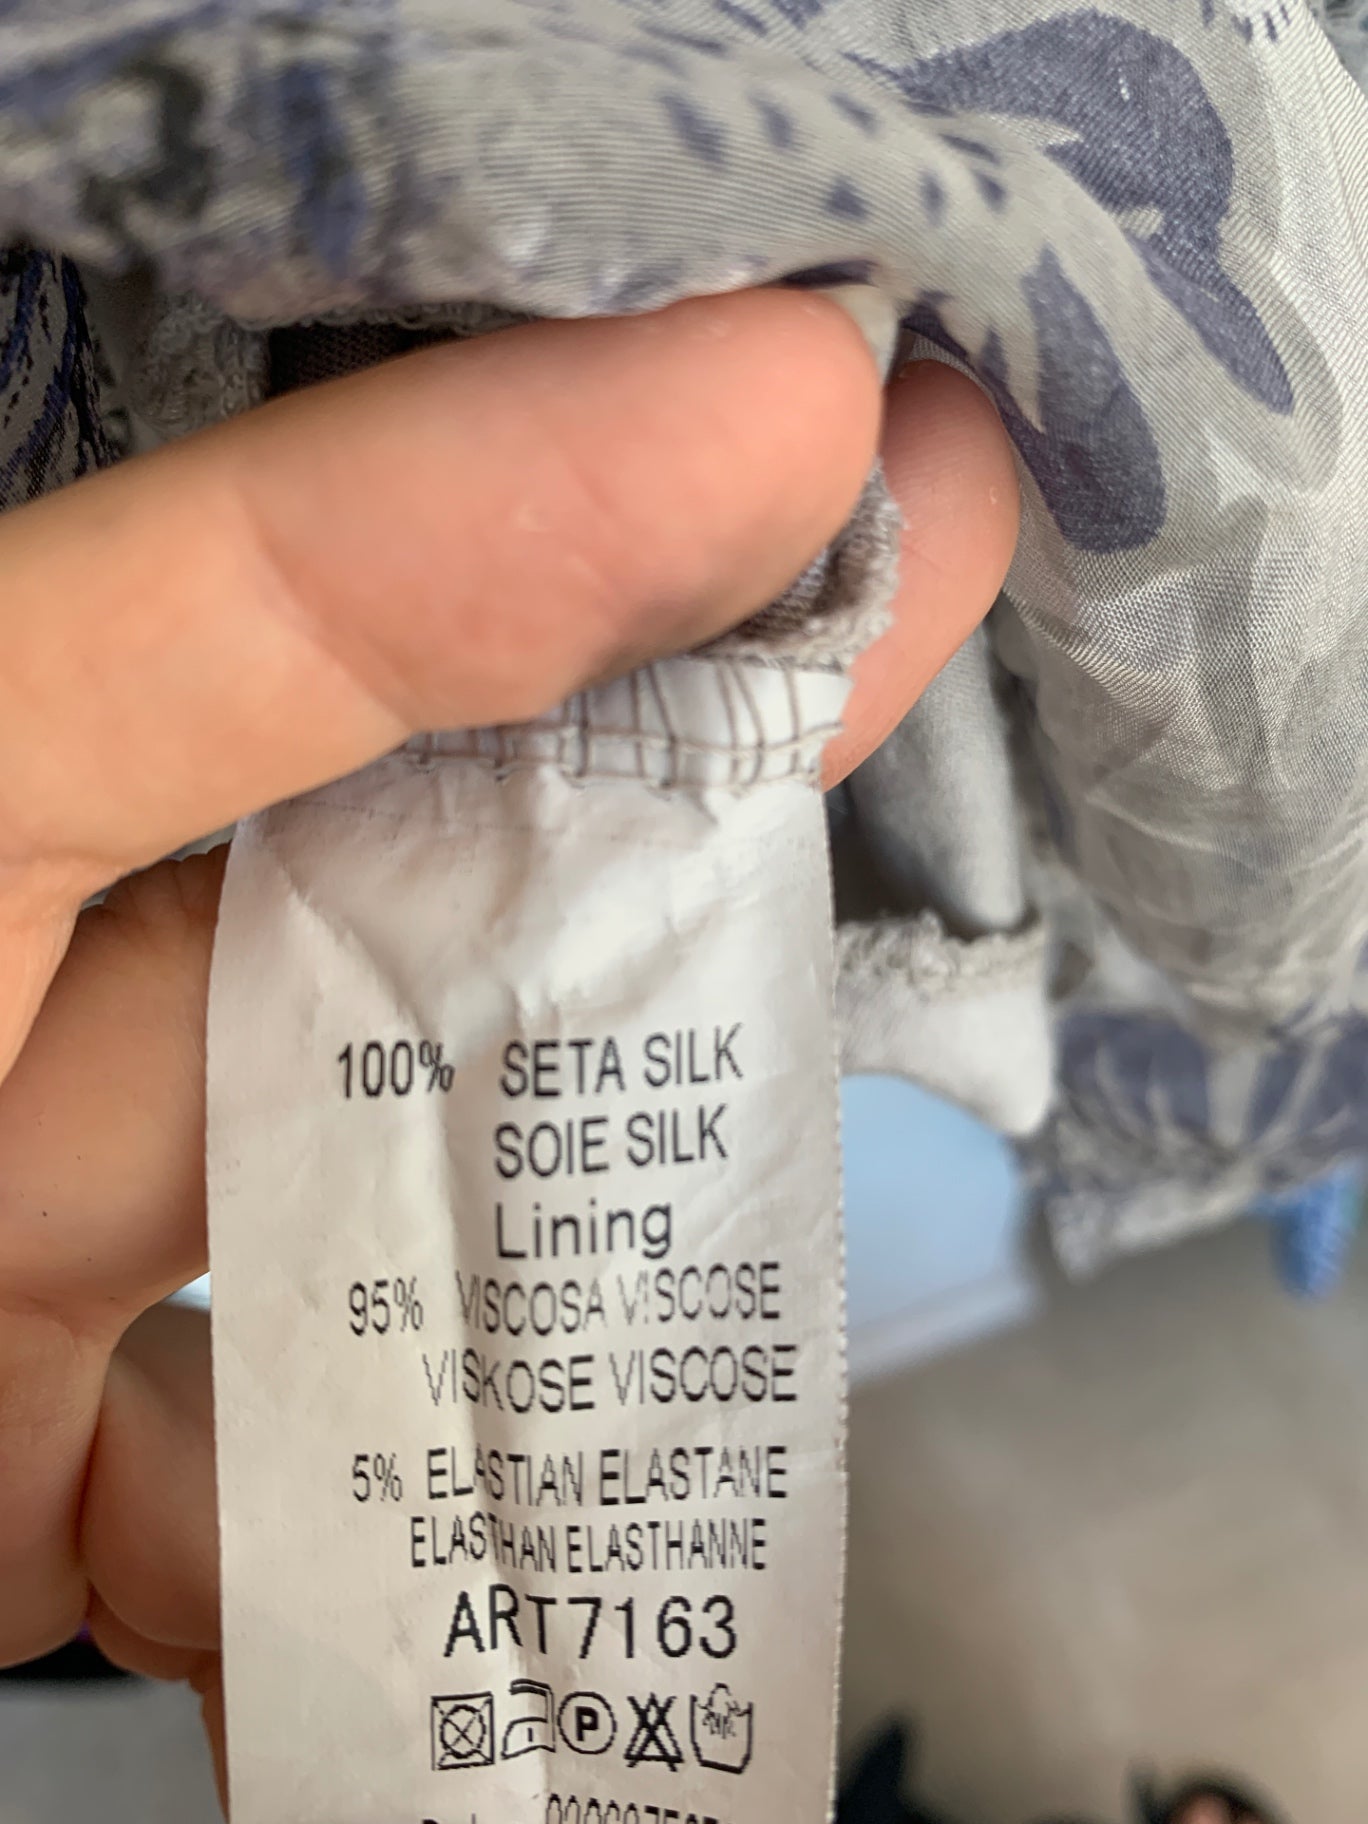 100% SETA SILK
SOIE SILK
Lining
95% VISCOSA VISCOSE
VISKOSE VISCOSE
5% ELASTIAN ELASTANE
ELASTHAN ELASTHANNE
ART7163
P